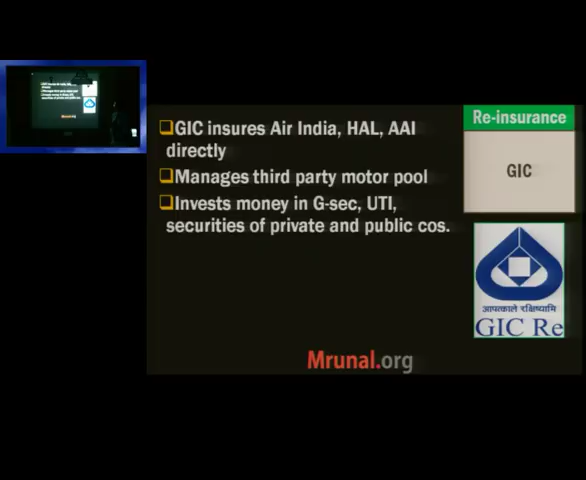 Re-insurance
GIC
GIC insures Air India, HAL, AAI
directly
Manages third party motor pool
Invests money in G-sec, UTI,
securities of private and public cos.
आपत्काले रक्षिष्यामि
GIC Re
Mrunal.org